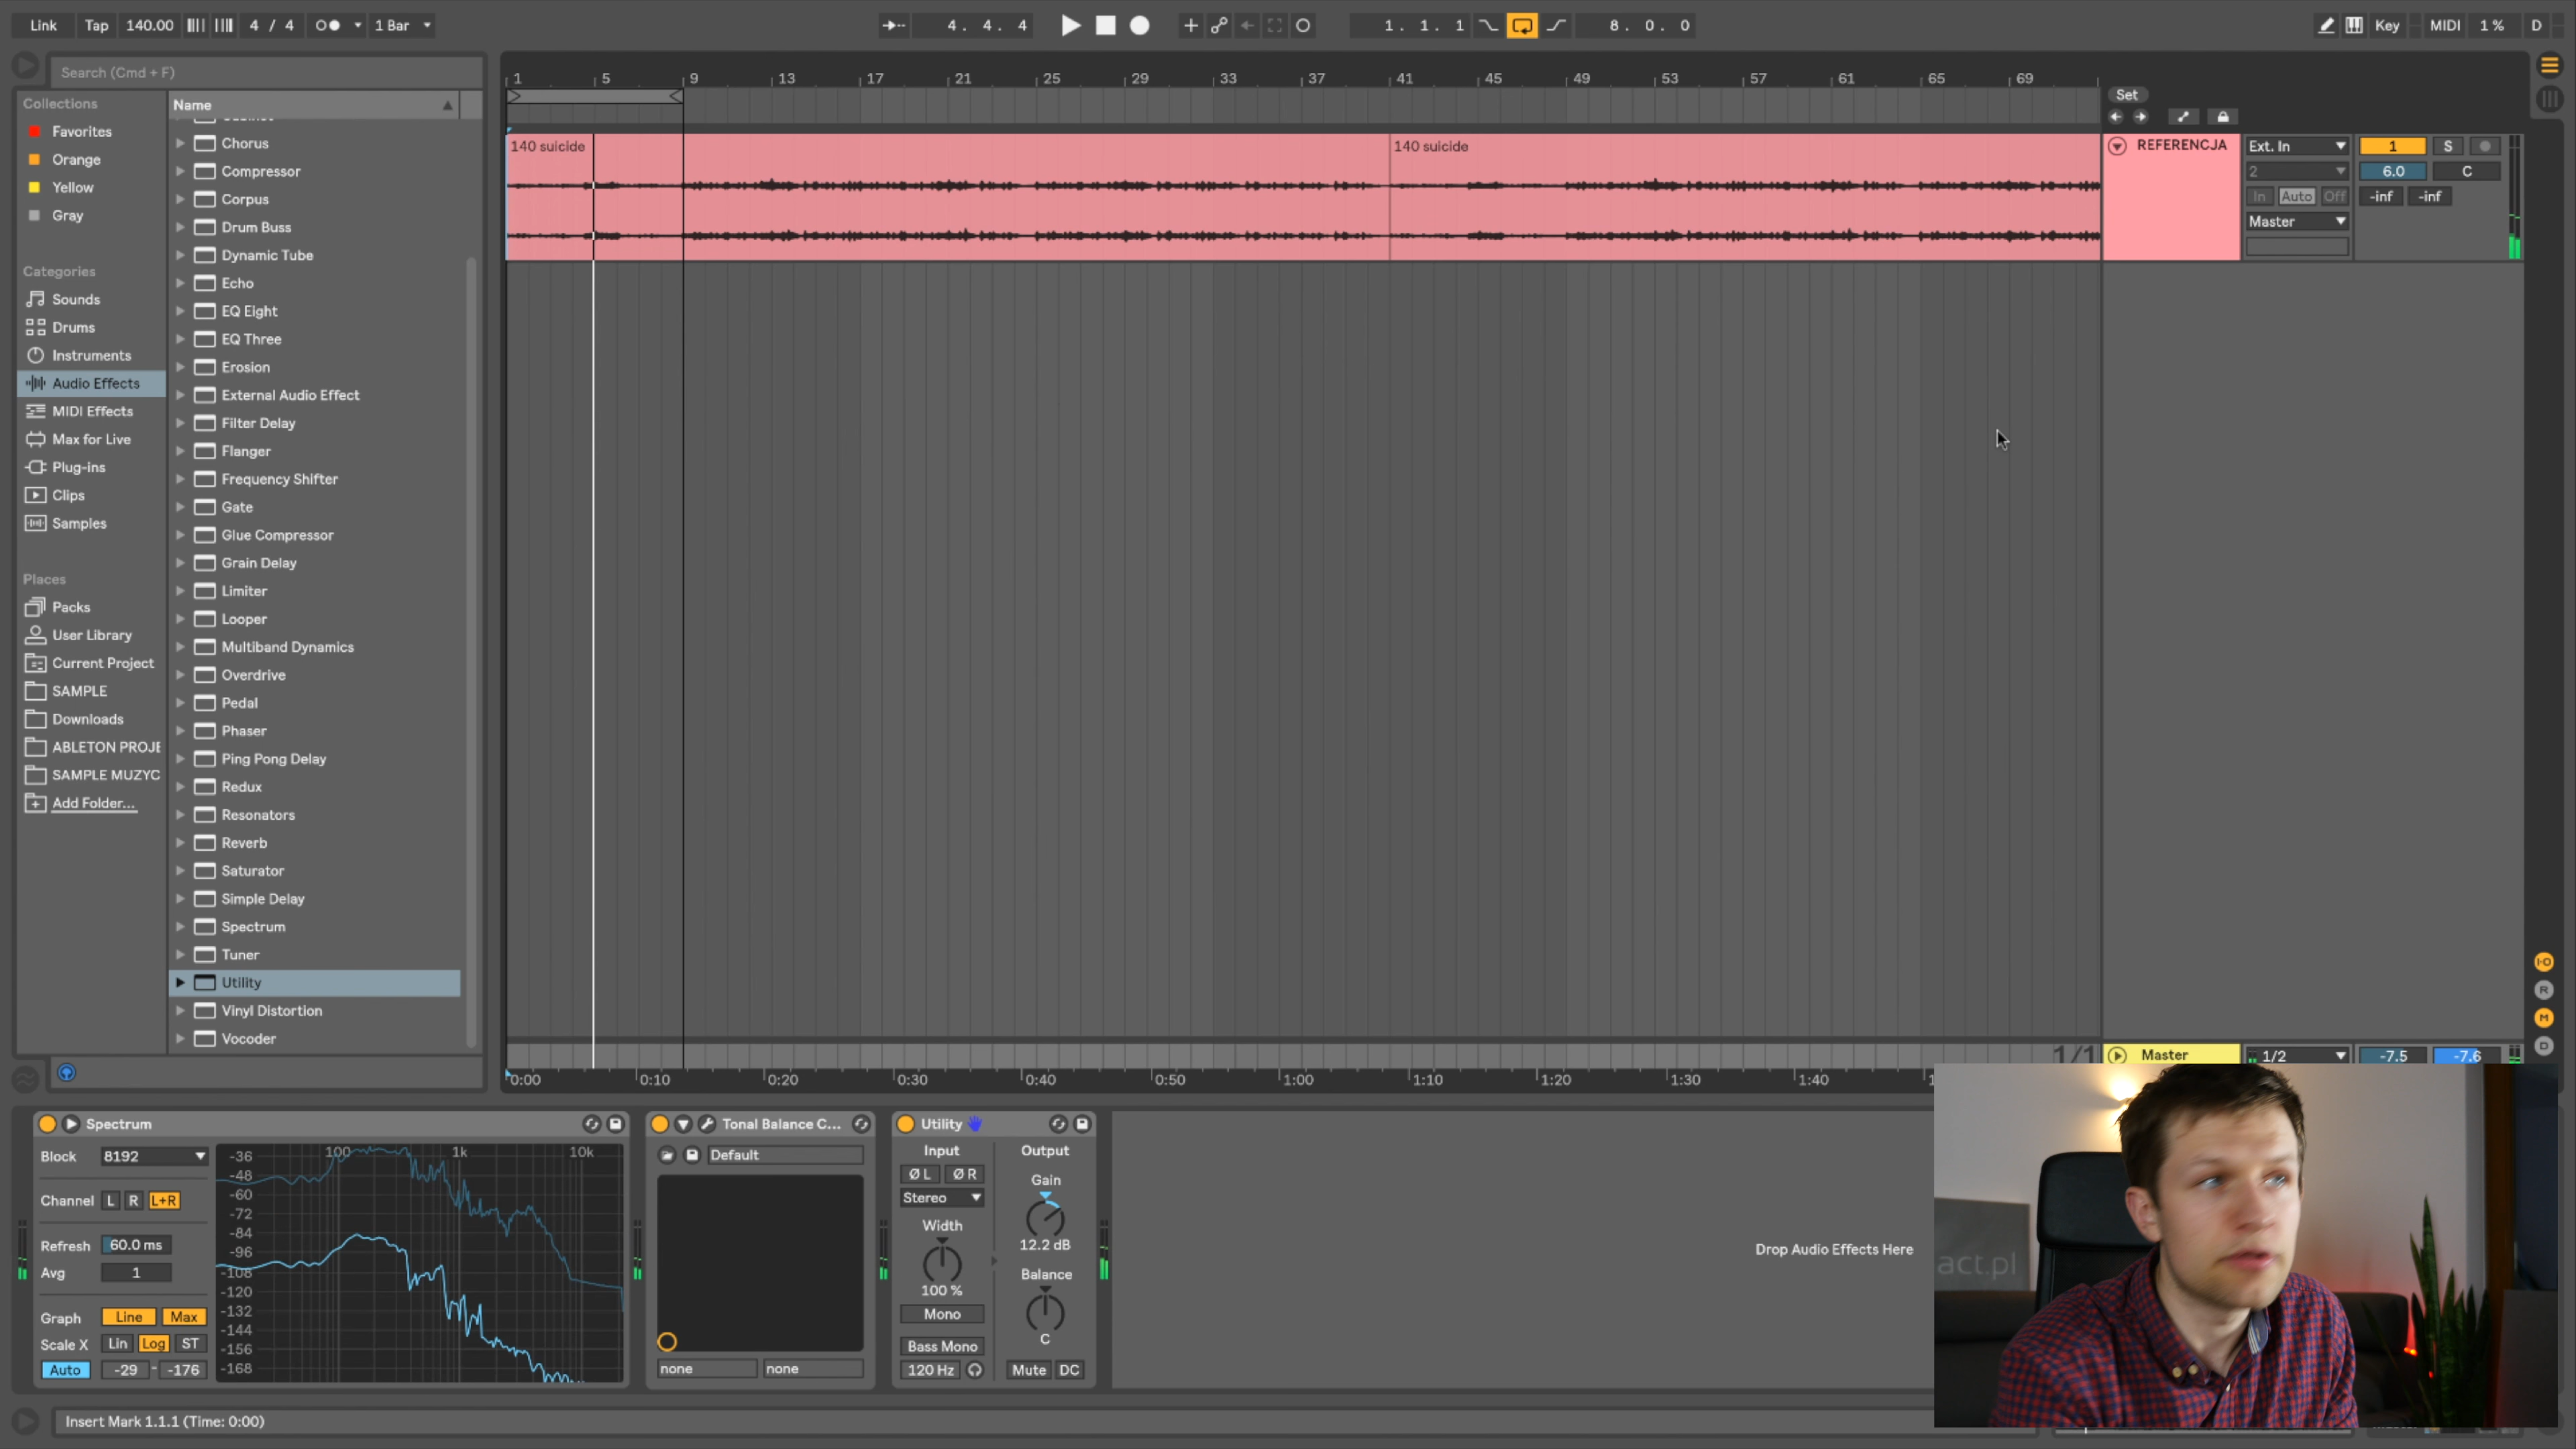 Link Tap 140.00 4 / 4 1 Bar 4. 4. 4 1. 1. 1 8. 0. 0 Key MIDI 1 % D
Search (Cmd + F)
Collections
Favorites
Orange
Yellow
Gray
Categories
Sounds
Drums
Instruments
Audio Effects
MIDI Effects
Max for Live
Plug-ins
Clips
Samples
Places
Packs
User Library
Current Project
SAMPLE
Downloads
ABLETON PROJE
SAMPLE MUZYC
Add Folder...
Name
Chorus
Compressor
Corpus
Drum Buss
Dynamic Tube
Echo
EQ Eight
EQ Three
Erosion
External Audio Effect
Filter Delay
Flanger
Frequency Shifter
Gate
Glue Compressor
Grain Delay
Limiter
Looper
Multiband Dynamics
Overdrive
Pedal
Phaser
Ping Pong Delay
Redux
Resonators
Reverb
Saturator
Simple Delay
Spectrum
Tuner
Utility
Vinyl Distortion
Vocoder
1 5 9 13 17 21 25 29 33 37 41 45 49 53 57 61 65 69
Set
140 suicide 140 suicide
REFERENCJA Ext. In 1 S
2 6.0 C
In Auto Off -inf -inf
Master
I·O
R
M
D
1/1
Master 1/2 -7.5 -7.6
0:00 0:10 0:20 0:30 0:40 0:50 1:00 1:10 1:20 1:30 1:40
Spectrum
Block 8192
Channel L R L+R
Refresh 60.0 ms
Avg 1
Graph Line Max
Scale X Lin Log ST
Auto -29 - -176
100 1k 10k
-36
-48
-60
-72
-84
-96
-108
-120
-132
-144
-156
-168
Tonal Balance C...
Default
none none
Utility
Input Output
Ø L Ø R Gain
Stereo
Width
12.2 dB
Balance
100 %
Mono
C
Bass Mono
120 Hz Mute DC
Drop Audio Effects Here
act.pl
Insert Mark 1.1.1 (Time: 0:00)